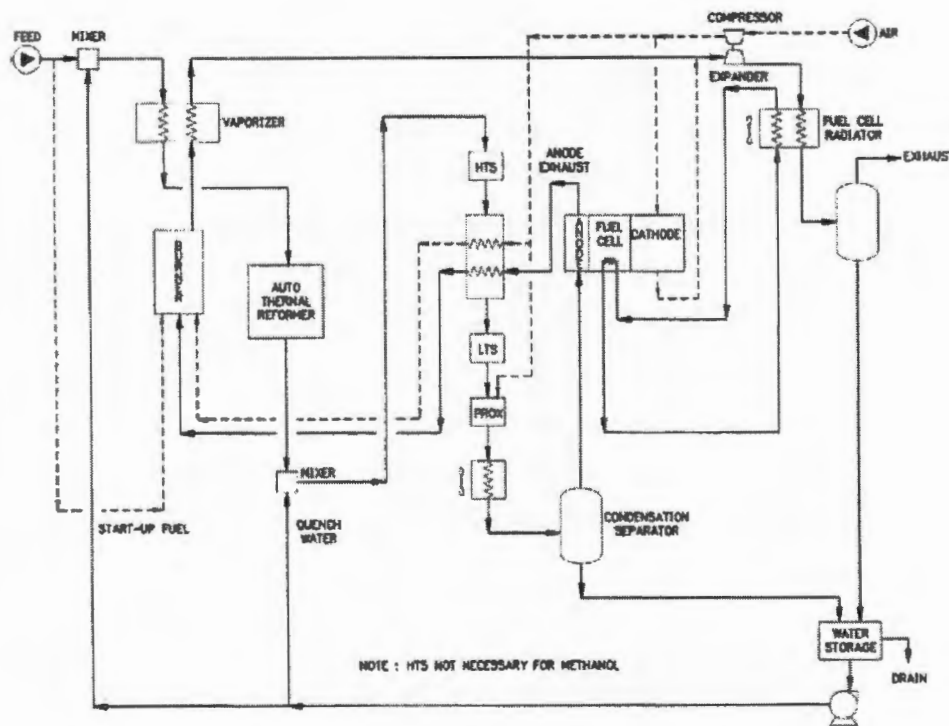 COMPRESSOR
FEED
MIXER
AIR
EXPANDER
VAPORIZER
FUEL CELL
RADIATOR
ANODE
EXHAUST
EXHAUST
HTS
ANODE
FUEL
CELL
CATHODE
BURNER
AUTO
THERMAL
REFORMER
LTS
PROX
MIXER
START-UP FUEL
QUENCH
WATER
CONDENSATION
SEPARATOR
WATER
STORAGE
NOTE : HTS NOT NECESSARY FOR METHANOL
DRAIN